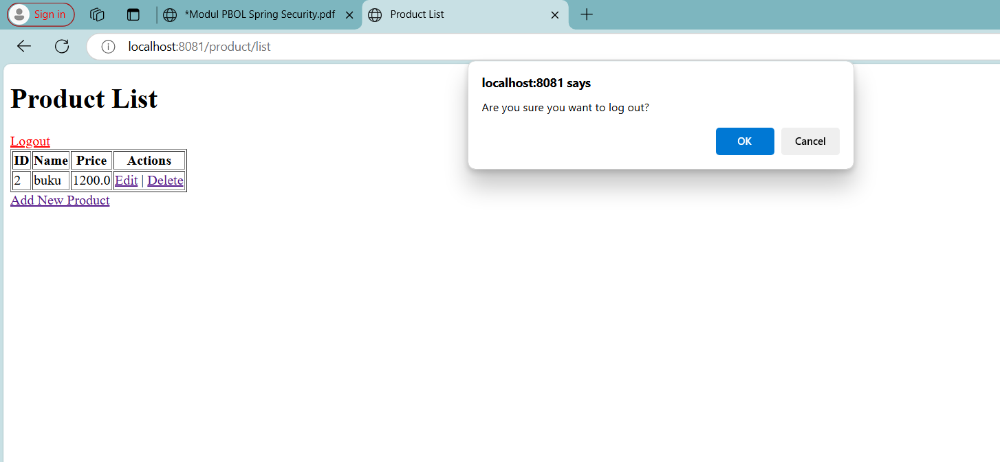 Sign in
*Modul PBOL Spring Security.pdf
Product List
localhost:8081/product/list
localhost:8081 says
Are you sure you want to log out?
OK Cancel
Product List
Logout
ID Name Price Actions
2 buku 1200.0 Edit | Delete
Add New Product